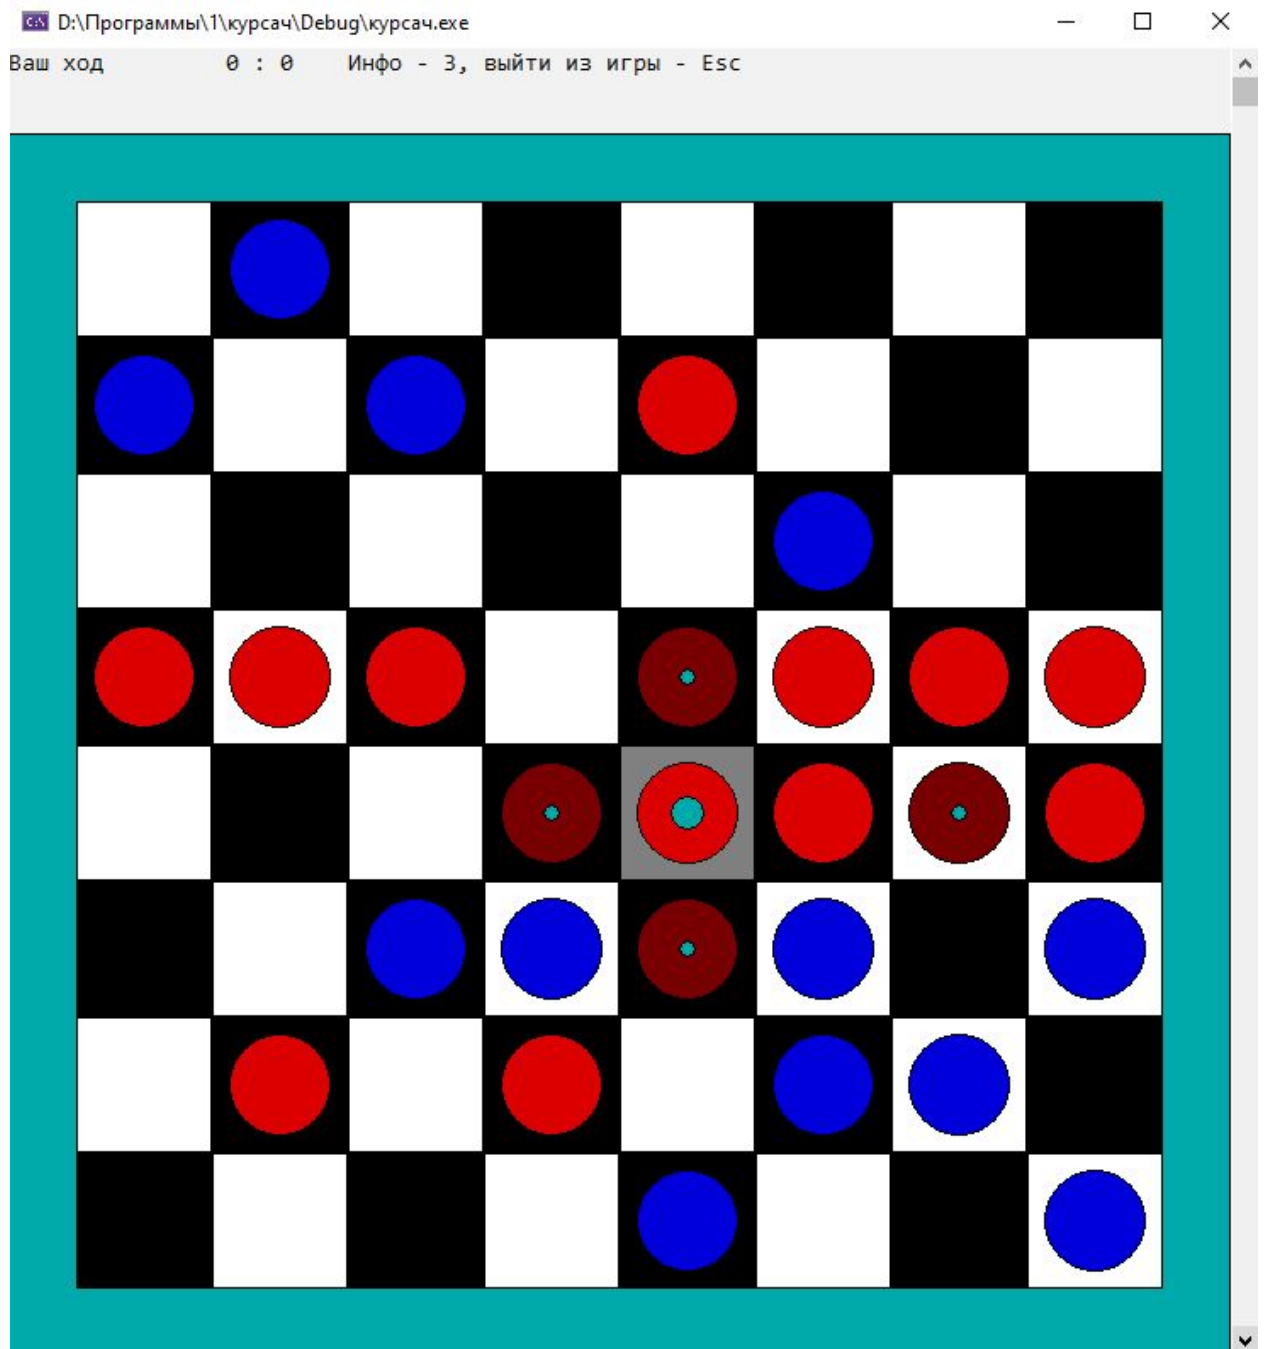 D:\Программы\1\курсач\Debug\курсач.exe
Ваш ход 0 : 0 Инфо - 3, выйти из игры - Esc